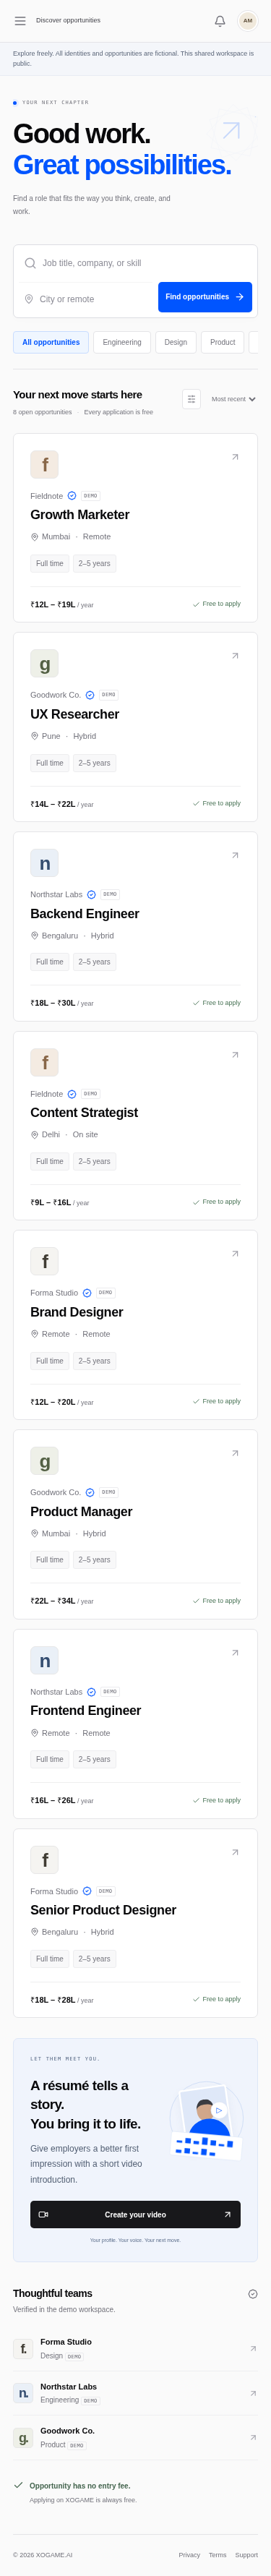 Discover opportunities
AM
Explore freely. All identities and opportunities are fictional. This shared workspace is
public.
YOUR NEXT CHAPTER
Good work.
Great possibilities.
Find a role that fits the way you think, create, and
work.
Job title, company, or skill
City or remote
Find opportunities
All opportunities
Engineering
Design
Product
Your next move starts here
8 open opportunities · Every application is free
Most recent
f
Fieldnote DEMO
Growth Marketer
Mumbai · Remote
Full time 2–5 years
₹12L – ₹19L / year
Free to apply
g
Goodwork Co. DEMO
UX Researcher
Pune · Hybrid
Full time 2–5 years
₹14L – ₹22L / year
Free to apply
n
Northstar Labs DEMO
Backend Engineer
Bengaluru · Hybrid
Full time 2–5 years
₹18L – ₹30L / year
Free to apply
f
Fieldnote DEMO
Content Strategist
Delhi · On site
Full time 2–5 years
₹9L – ₹16L / year
Free to apply
f
Forma Studio DEMO
Brand Designer
Remote · Remote
Full time 2–5 years
₹12L – ₹20L / year
Free to apply
g
Goodwork Co. DEMO
Product Manager
Mumbai · Hybrid
Full time 2–5 years
₹22L – ₹34L / year
Free to apply
n
Northstar Labs DEMO
Frontend Engineer
Remote · Remote
Full time 2–5 years
₹16L – ₹26L / year
Free to apply
f
Forma Studio DEMO
Senior Product Designer
Bengaluru · Hybrid
Full time 2–5 years
₹18L – ₹28L / year
Free to apply
LET THEM MEET YOU.
A résumé tells a
story.
You bring it to life.
Give employers a better first
impression with a short video
introduction.
Create your video
Your profile. Your voice. Your next move.
Thoughtful teams
Verified in the demo workspace.
f.
Forma Studio
Design DEMO
n.
Northstar Labs
Engineering DEMO
g.
Goodwork Co.
Product DEMO
Opportunity has no entry fee.
Applying on XOGAME is always free.
© 2026 XOGAME.AI
Privacy Terms Support